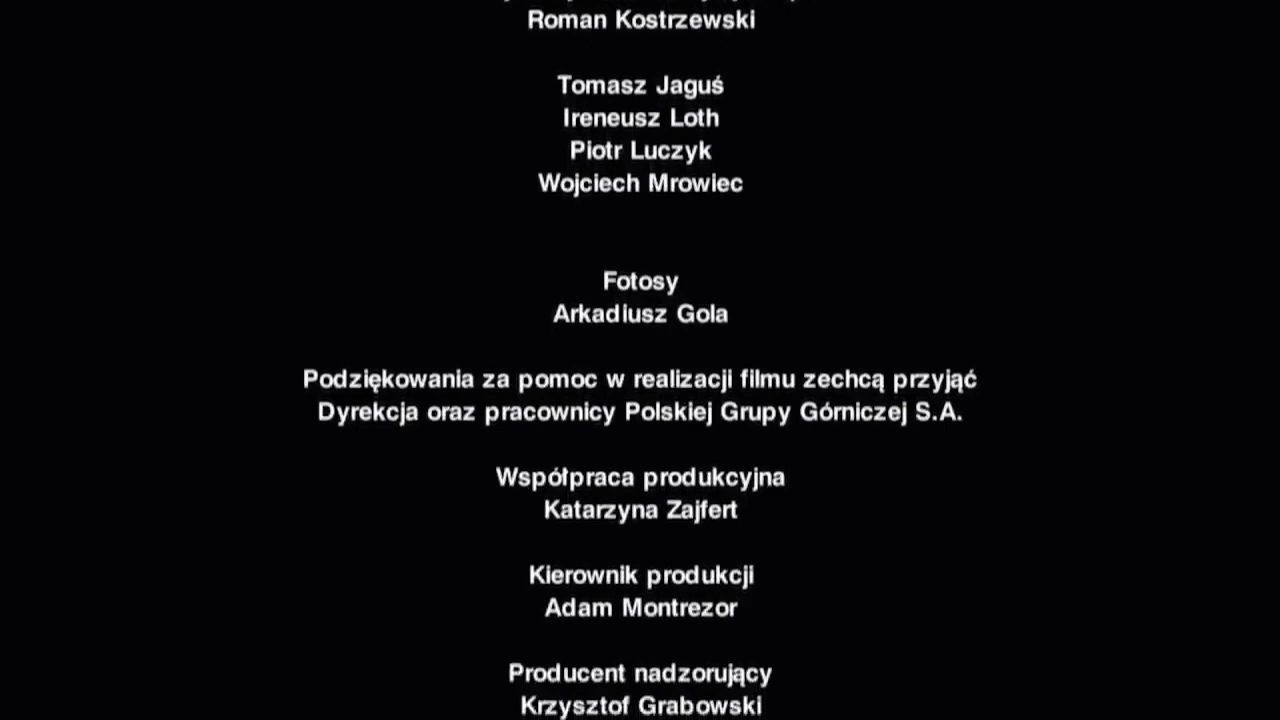 Roman Kostrzewski
Tomasz Jaguś
Ireneusz Loth
Piotr Luczyk
Wojciech Mrowiec
Fotosy
Arkadiusz Gola
Podziękowania za pomoc w realizacji filmu zechcą przyjąć
Dyrekcja oraz pracownicy Polskiej Grupy Górniczej S.A.
Współpraca produkcyjna
Katarzyna Zajfert
Kierownik produkcji
Adam Montrezor
Producent nadzorujący
Krzysztof Grabowski